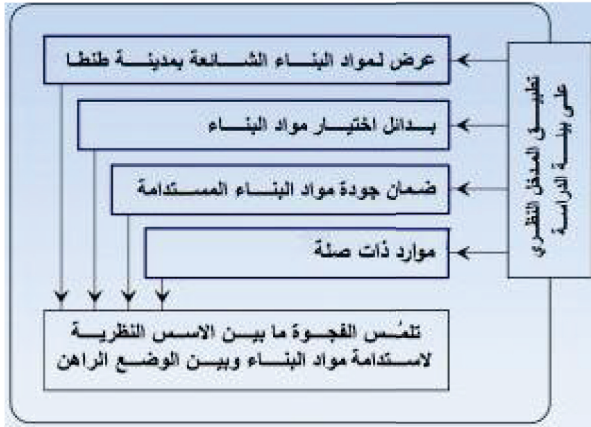 تطبيق المدخل النظري
على بيئة الدراسة
عرض لمواد البناء الشائعة بمدينة طنطا
بدائل اختيار مواد البناء
ضمان جودة مواد البناء المستدامة
موارد ذات صلة
تلمُس الفجوة ما بين الاسس النظرية
لاستدامة مواد البناء وبين الوضع الراهن